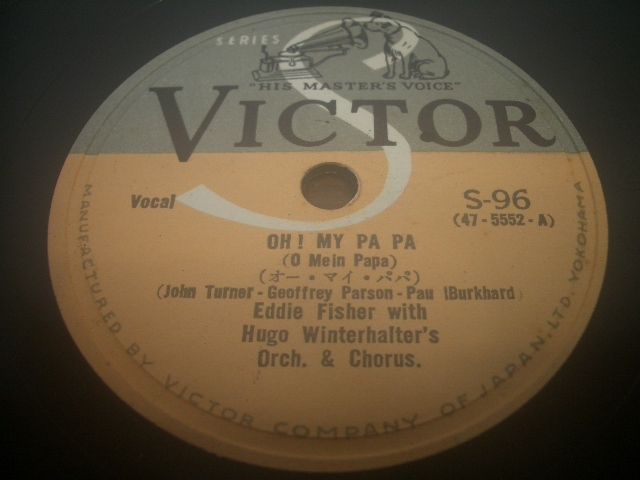 SERIES
S
"HIS MASTER'S VOICE"
VICTOR
Vocal
S-96
(47-5552-A)
OH! MY PA PA
(O Mein Papa)
(オー・マイ・パパ)
(John Turner-Geoffrey Parson-Pau lBurkhard)
Eddie Fisher with
Hugo Winterhalter's
Orch. & Chorus.
MANUFACTURED BY VICTOR COMPANY OF JAPAN, LTD. YOKOHAMA